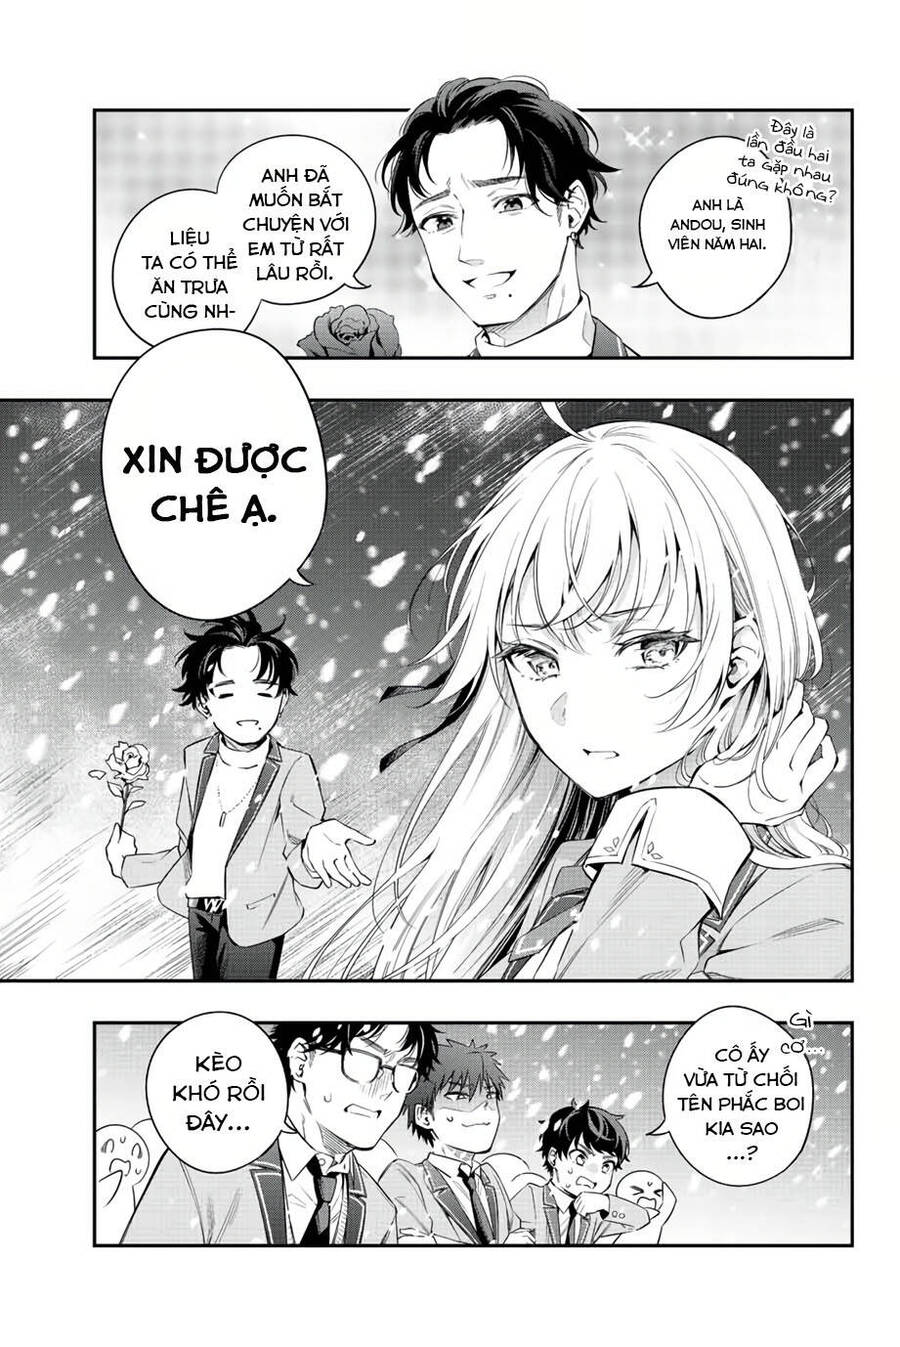 Đây là
lần đầu hai
ta gặp nhau
đúng không?
ANH LÀ
ANDOU, SINH
VIÊN NĂM HAI.
ANH ĐÃ
MUỐN BẮT
CHUYỆN VỚI
EM TỪ RẤT
LÂU RỒI.
LIỆU
TA CÓ THỂ
ĂN TRƯA
CÙNG NH-
XIN ĐƯỢC
CHÊ Ạ.
Gì
cơ...
CÔ ẤY
VỪA TỪ CHỐI
TÊN PHẮC BOI
KIA SAO
...?
KÈO
KHÓ RỒI
ĐÂY...